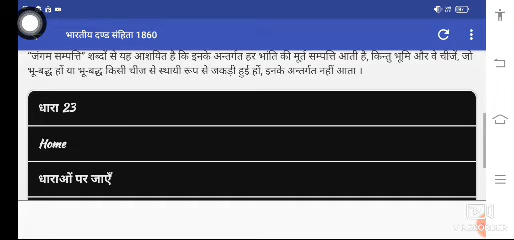 भारतीय दण्ड संहिता 1860
"जंगम सम्पत्ति" शब्दों से यह आशयित है कि इनके अन्तर्गत हर भांति की मूर्त सम्पत्ति आती है, किन्तु भूमि और वे चीजें, जो
भू-बद्ध हों या भू-बद्ध किसी चीज से स्थायी रूप से जकड़ी हुई हों, इनके अन्तर्गत नहीं आता ।
धारा 23
Home
धाराओं पर जाएँ